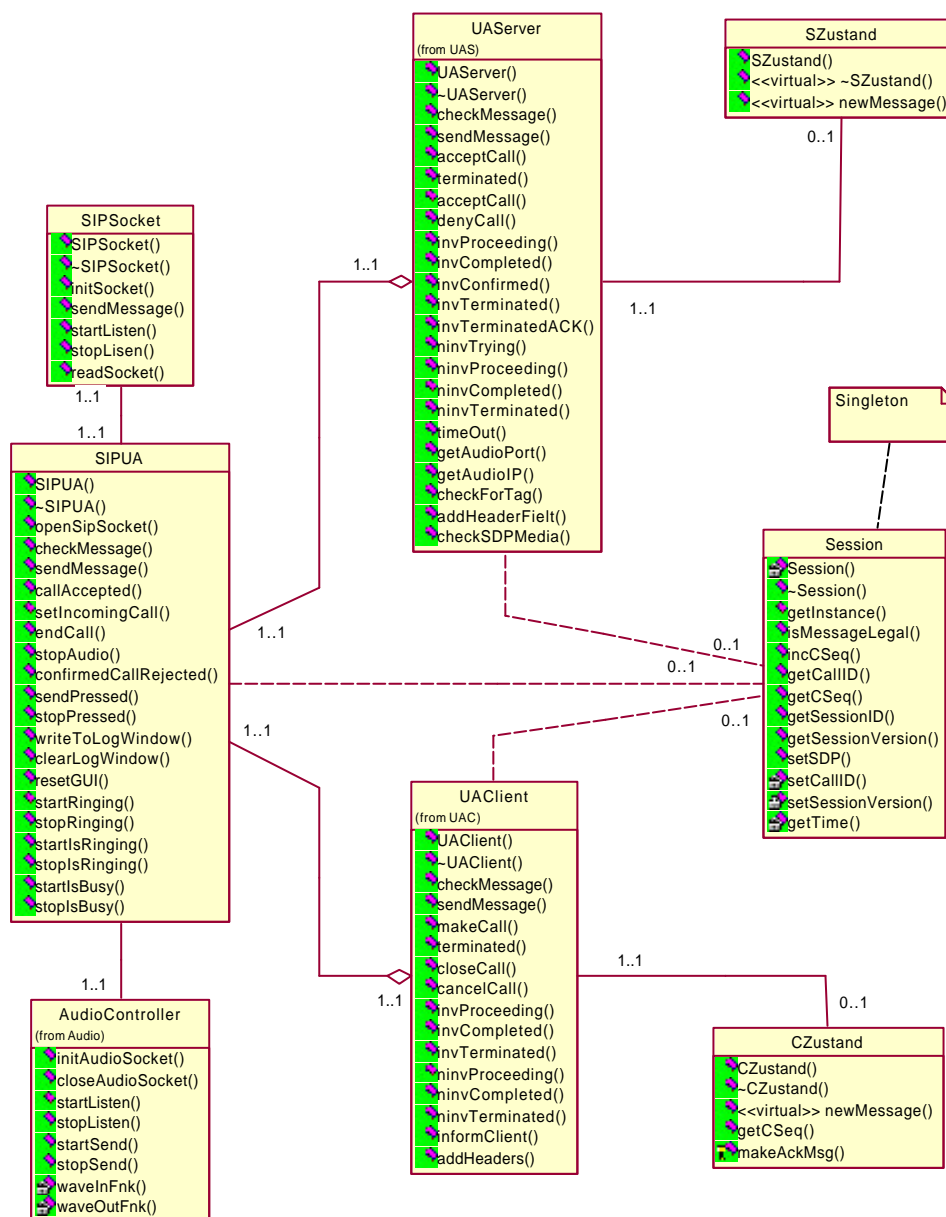 UAServer
(from UAS)
UAServer()
~UAServer()
checkMessage()
sendMessage()
acceptCall()
terminated()
acceptCall()
denyCall()
invProceeding()
invCompleted()
invConfirmed()
invTerminated()
invTerminatedACK()
ninvTrying()
ninvProceeding()
ninvCompleted()
ninvTerminated()
timeOut()
getAudioPort()
getAudioIP()
checkForTag()
addHeaderFielt()
checkSDPMedia()
SZustand
SZustand()
<<virtual>> ~SZustand()
<<virtual>> newMessage()
0..1
1..1
1..1
SIPSocket
SIPSocket()
~SIPSocket()
initSocket()
sendMessage()
startListen()
stopLisen()
readSocket()
1..1
1..1
SIPUA
SIPUA()
~SIPUA()
openSipSocket()
checkMessage()
sendMessage()
callAccepted()
setIncomingCall()
endCall()
stopAudio()
confirmedCallRejected()
sendPressed()
stopPressed()
writeToLogWindow()
clearLogWindow()
resetGUI()
startRinging()
stopRinging()
startIsRinging()
stopIsRinging()
startIsBusy()
stopIsBusy()
1..1
1..1
0..1
0..1
0..1
Singleton
Session
Session()
~Session()
getInstance()
isMessageLegal()
incCSeq()
getCallID()
getCSeq()
getSessionID()
getSessionVersion()
setSDP()
setCallID()
setSessionVersion()
getTime()
UAClient
(from UAC)
UAClient()
~UAClient()
checkMessage()
sendMessage()
makeCall()
terminated()
closeCall()
cancelCall()
invProceeding()
invCompleted()
invTerminated()
ninvProceeding()
ninvCompleted()
ninvTerminated()
informClient()
addHeaders()
1..1
1..1
0..1
1..1
AudioController
(from Audio)
initAudioSocket()
closeAudioSocket()
startListen()
stopListen()
startSend()
stopSend()
waveInFnk()
waveOutFnk()
CZustand
CZustand()
~CZustand()
<<virtual>> newMessage()
getCSeq()
makeAckMsg()